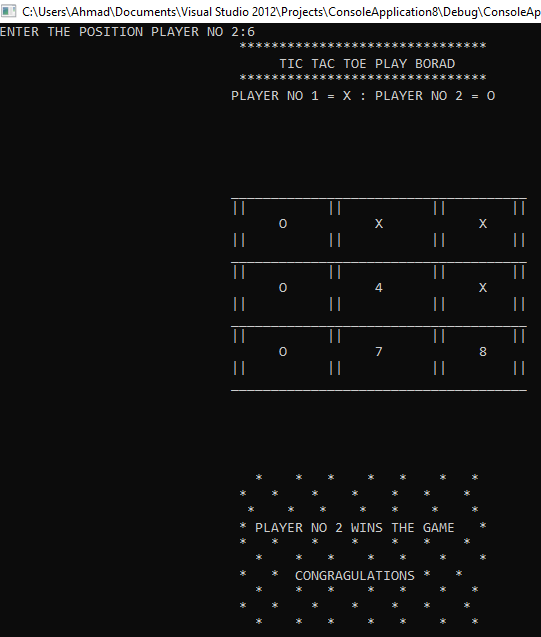 C:\Users\Ahmad\Documents\Visual Studio 2012\Projects\ConsoleApplication8\Debug\ConsoleAp
ENTER THE POSITION PLAYER NO 2:6
*******************************
TIC TAC TOE PLAY BORAD
*******************************
PLAYER NO 1 = X : PLAYER NO 2 = O
O X X
O 4 X
O 7 8
* PLAYER NO 2 WINS THE GAME *
* * CONGRAGULATIONS * *